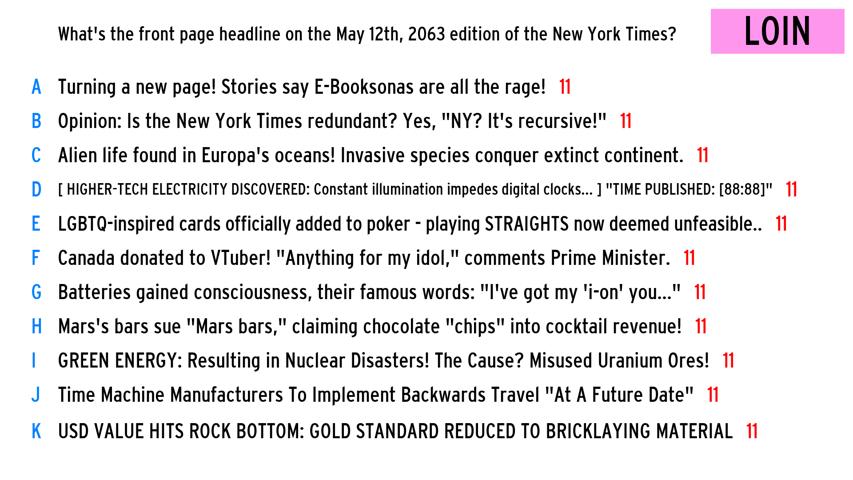 What's the front page headline on the May 12th, 2063 edition of the New York Times?
LOIN
A Turning a new page! Stories say E-Booksonas are all the rage! 11
B Opinion: Is the New York Times redundant? Yes, "NY? It's recursive!" 11
C Alien life found in Europa's oceans! Invasive species conquer extinct continent. 11
D [ HIGHER-TECH ELECTRICITY DISCOVERED: Constant illumination impedes digital clocks... ] "TIME PUBLISHED: [88:88]" 11
E LGBTQ-inspired cards officially added to poker - playing STRAIGHTS now deemed unfeasible.. 11
F Canada donated to VTuber! "Anything for my idol," comments Prime Minister. 11
G Batteries gained consciousness, their famous words: "I've got my 'i-on' you..." 11
H Mars's bars sue "Mars bars," claiming chocolate "chips" into cocktail revenue! 11
I GREEN ENERGY: Resulting in Nuclear Disasters! The Cause? Misused Uranium Ores! 11
J Time Machine Manufacturers To Implement Backwards Travel "At A Future Date" 11
K USD VALUE HITS ROCK BOTTOM: GOLD STANDARD REDUCED TO BRICKLAYING MATERIAL 11